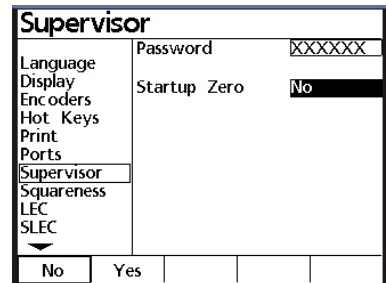 Supervisor
Language
Display
Encoders
Hot Keys
Print
Ports
Supervisor
Squareness
LEC
SLEC
Password XXXXXX
Startup Zero No
No Yes